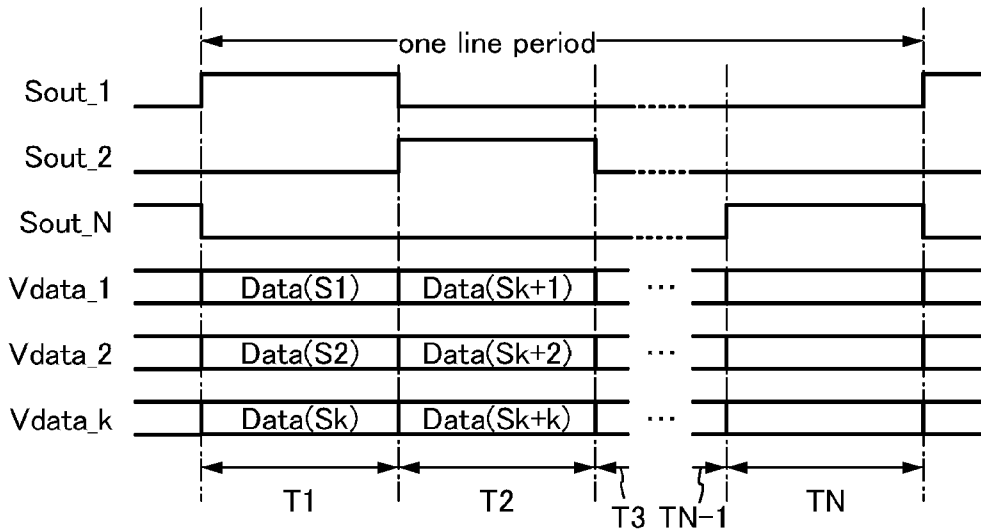 one line period
Sout_1
Sout_2
Sout_N
Vdata_1 Data(S1) Data(Sk+1) ···
Vdata_2 Data(S2) Data(Sk+2) ···
Vdata_k Data(Sk) Data(Sk+k) ···
T1 T2 T3 TN-1 TN